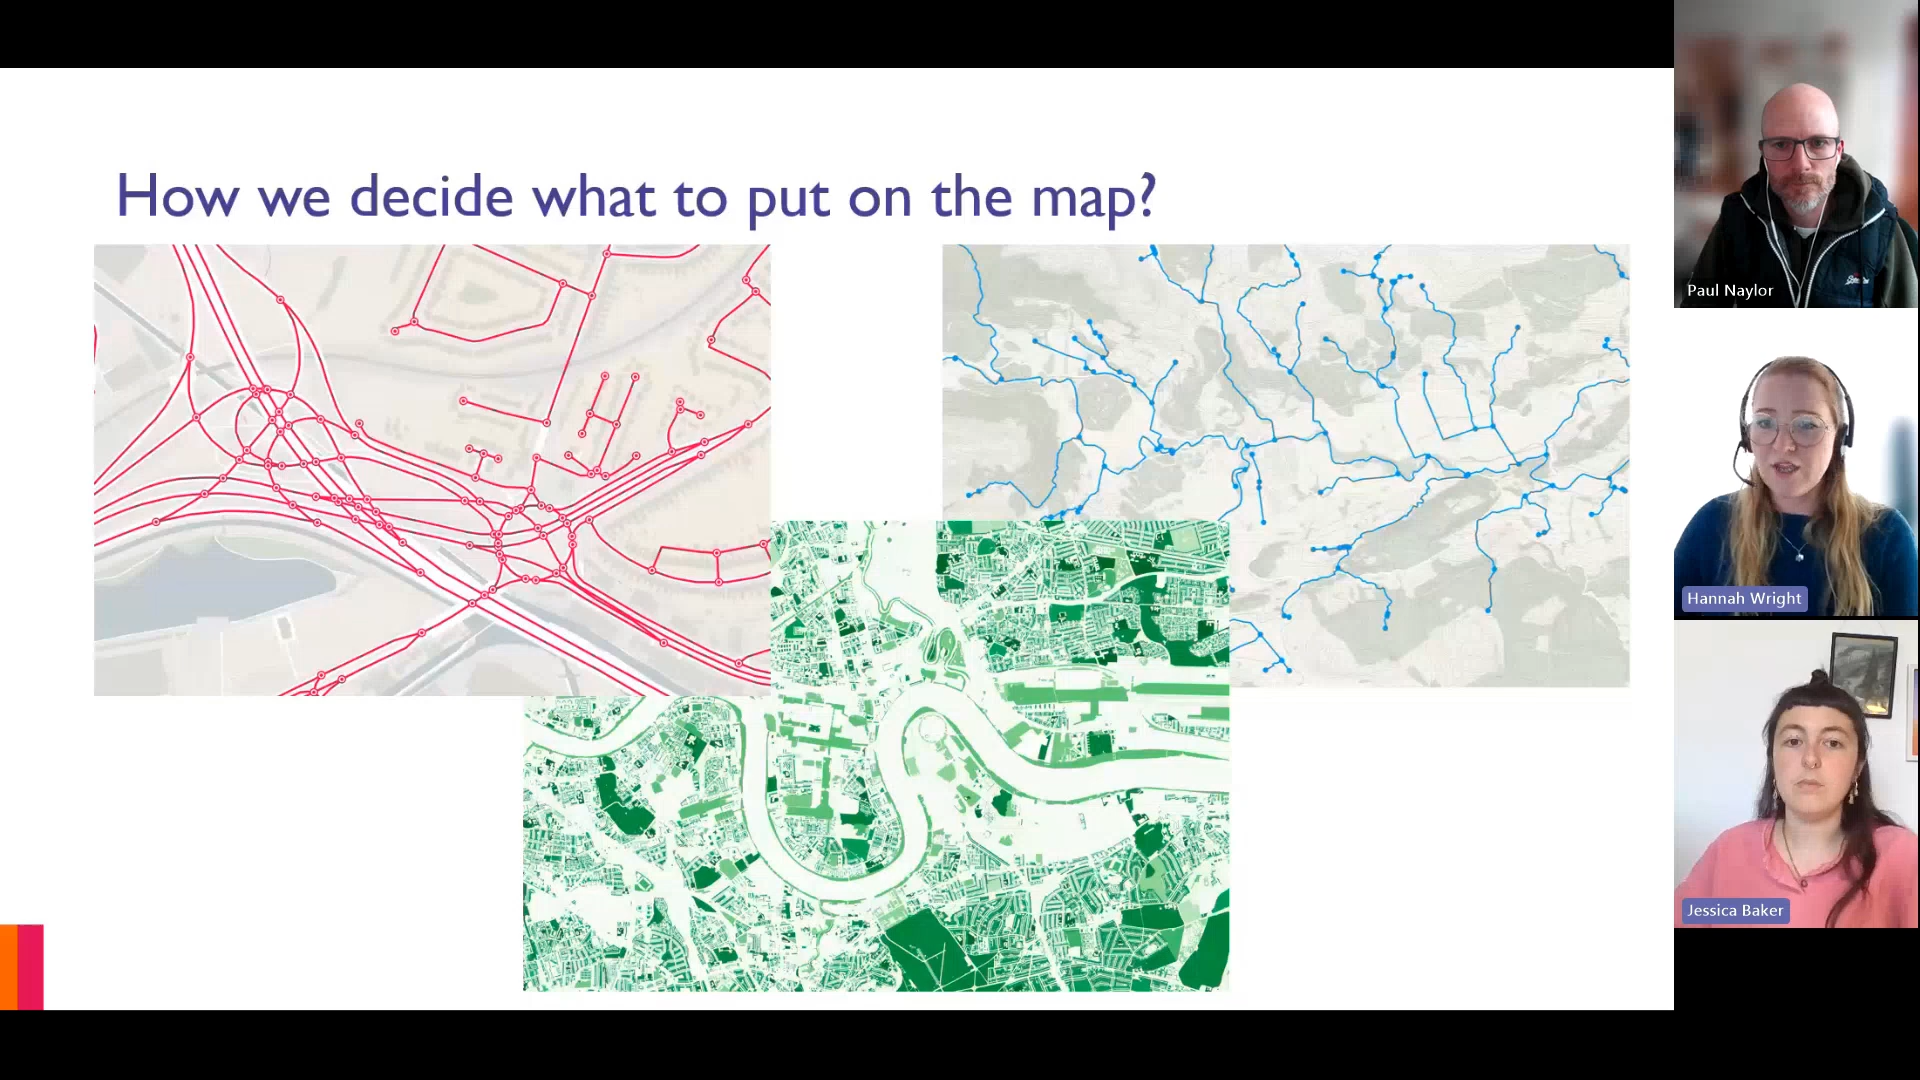 How we decide what to put on the map?
Paul Naylor
Hannah Wright
Jessica Baker